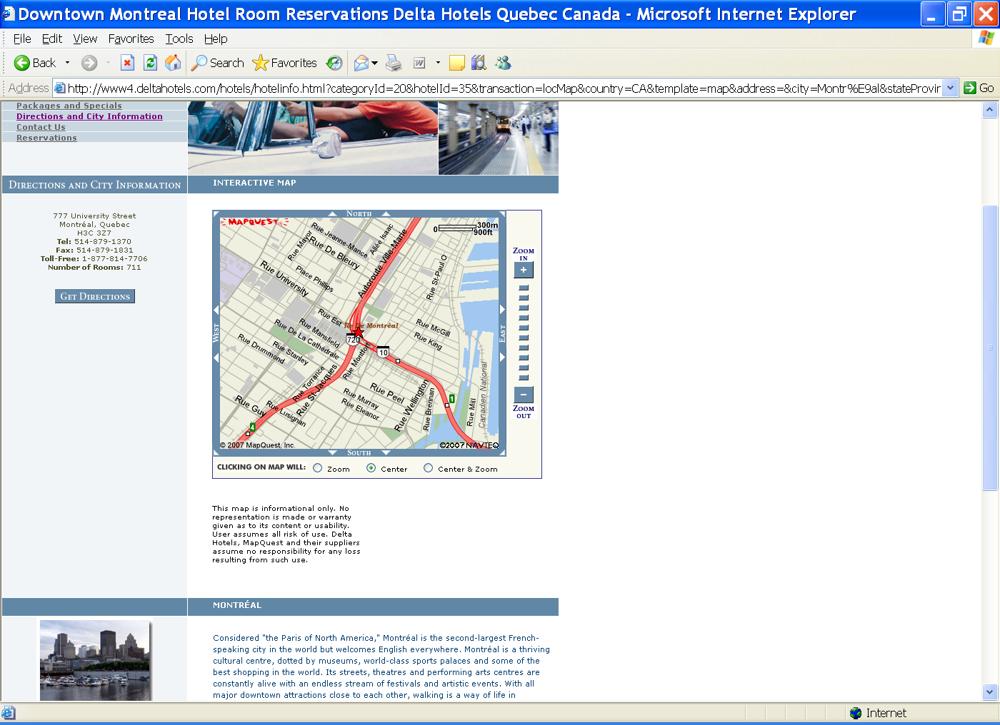 Downtown Montreal Hotel Room Reservations Delta Hotels Quebec Canada - Microsoft Internet Explorer
File Edit View Favorites Tools Help
Back Search Favorites
Address http://www4.deltahotels.com/hotels/hotelinfo.html?categoryId=20&hotelId=35&transaction=locMap&country=CA&template=map&address=&city=Montr%E9al&stateProvir Go
Packages and Specials
Directions and City Information
Contact Us
Reservations
DIRECTIONS AND CITY INFORMATION
777 University Street
Montréal, Quebec
H3C 3Z7
Tel: 514-879-1370
Fax: 514-879-1831
Toll-Free: 1-877-814-7706
Number of Rooms: 711
GET DIRECTIONS
INTERACTIVE MAP
NORTH
MAPQUEST
0 300m
900ft
Rue Jeanne-Mance
Allée Isaac
Rue Mayor
Rue De Bleury
Autoroute Ville-Marie
Rue St-Paul O
Rue University
Place Phillips
Rue Est
Île De Montréal
Rue McGill
Rue Mansfield
Rue De La Cathédrale
Rue King
720
10
Rue Drummond
Rue Stanley
Rue Montfort
Rue Torrance
Rue St-Jacques
Rue Peel
Rue Murray
Rue Eleanor
Rue Wellington
Rue Brennan
Rue Mill
Canadien National
Rue Guy
Rue Lusignan
1
4
© 2007 MapQuest, Inc.
©2007 NAVTEQ
WEST
EAST
SOUTH
ZOOM
IN
+
−
ZOOM
OUT
CLICKING ON MAP WILL: Zoom Center Center & Zoom
This map is informational only. No
representation is made or warranty
given as to its content or usability.
User assumes all risk of use. Delta
Hotels, MapQuest and their suppliers
assume no responsibility for any loss
resulting from such use.
MONTRÉAL
Considered "the Paris of North America," Montréal is the second-largest French-
speaking city in the world but welcomes English everywhere. Montréal is a thriving
cultural centre, dotted by museums, world-class sports palaces and some of the
best shopping in the world. Its streets, theatres and performing arts centres are
constantly alive with an endless stream of festivals and artistic events. With all
major downtown attractions close to each other, walking is a way of life in
Internet